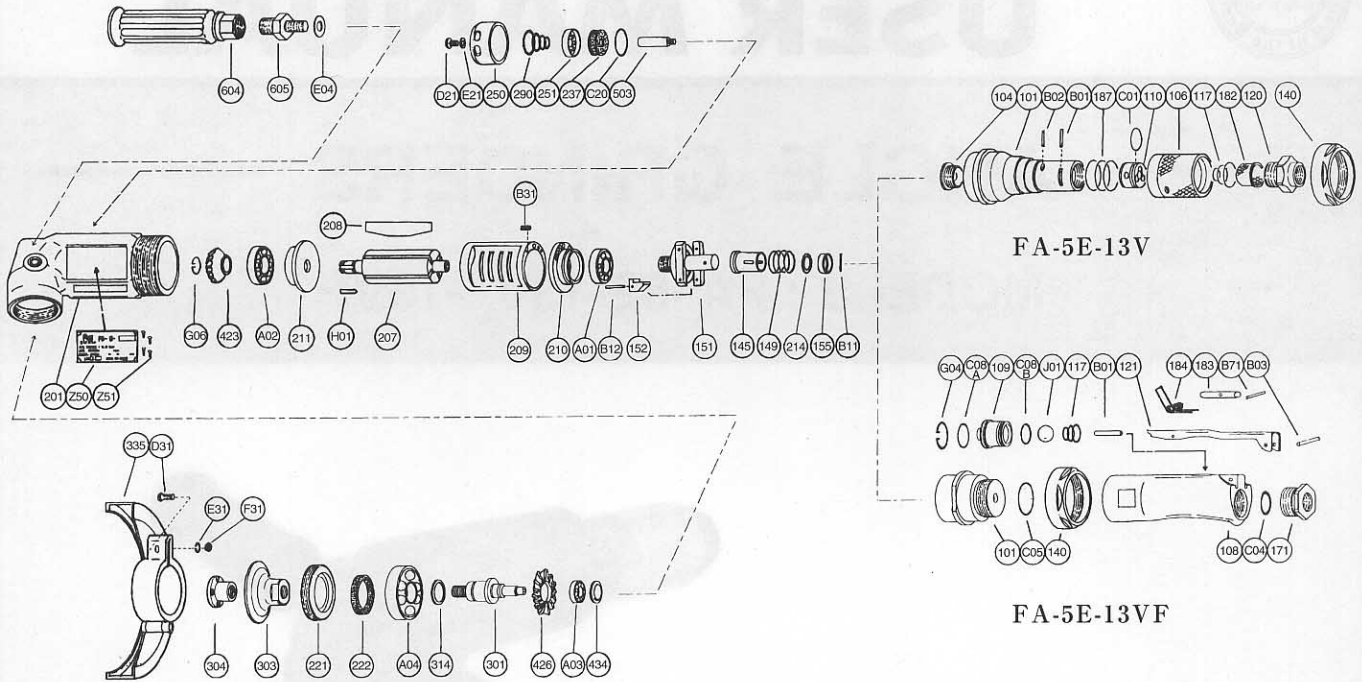 604 605 E04
D21 E21 250 290 251 237 C20 503
104 101 B02 B01 187 C01 110 106 117 182 120 140
FA-5E-13V
B31
208
201 Z50 Z51
G06 423 A02 211 H01 207 209 210 A01 B12 152 151 145 149 214 155 B11
G04 C08 A 109 C08 B J01 117 B01 121 184 183 B71 B03
101 C05 140 108 C04 171
FA-5E-13VF
335 D31
E31 F31
304 303 221 222 A04 314 301 426 A03 434